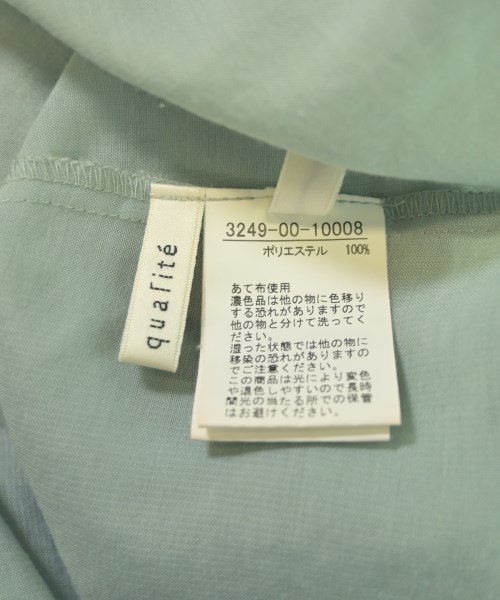 qualité
3249-00-10008
ポリエステル 100%
あて布使用
濃色品は他の物に色移り
する恐れがありますので
他の物と分けて洗ってく
ださい。
湿った状態では他の物に
移染の恐れがありますの
でご注意ください。
この商品は光により変色
や退色しやすいので長時
間光の当たる所での保管
はお避けください。